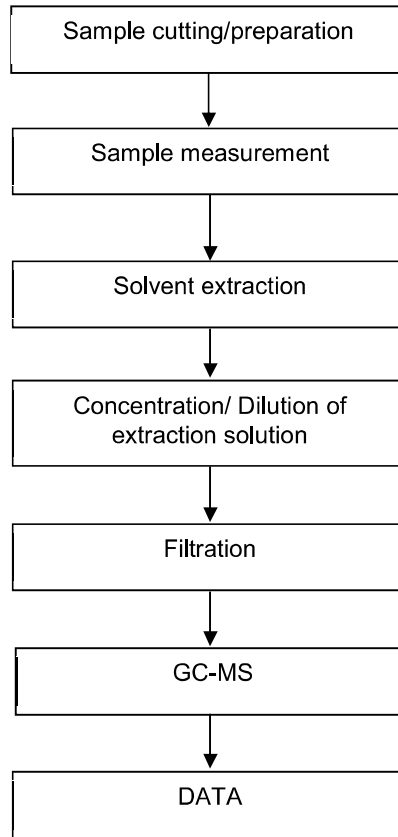 Sample cutting/preparation
Sample measurement
Solvent extraction
Concentration/ Dilution of
extraction solution
Filtration
GC-MS
DATA